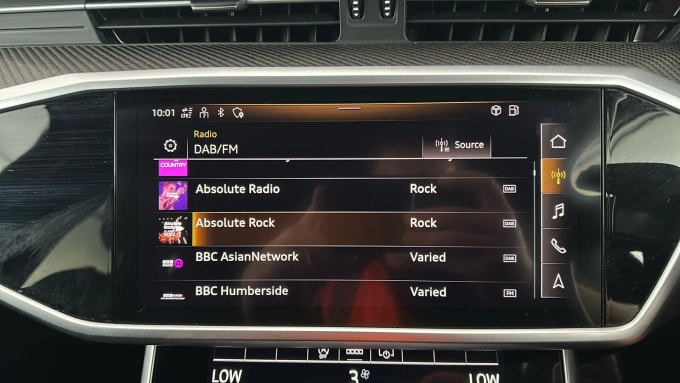 10:01
Radio
DAB/FM
Source
COUNTRY
Absolute Radio Rock DAB
Absolute Rock Rock DAB
BBC AsianNetwork Varied DAB
BBC Humberside Varied FM
LOW 3 LOW